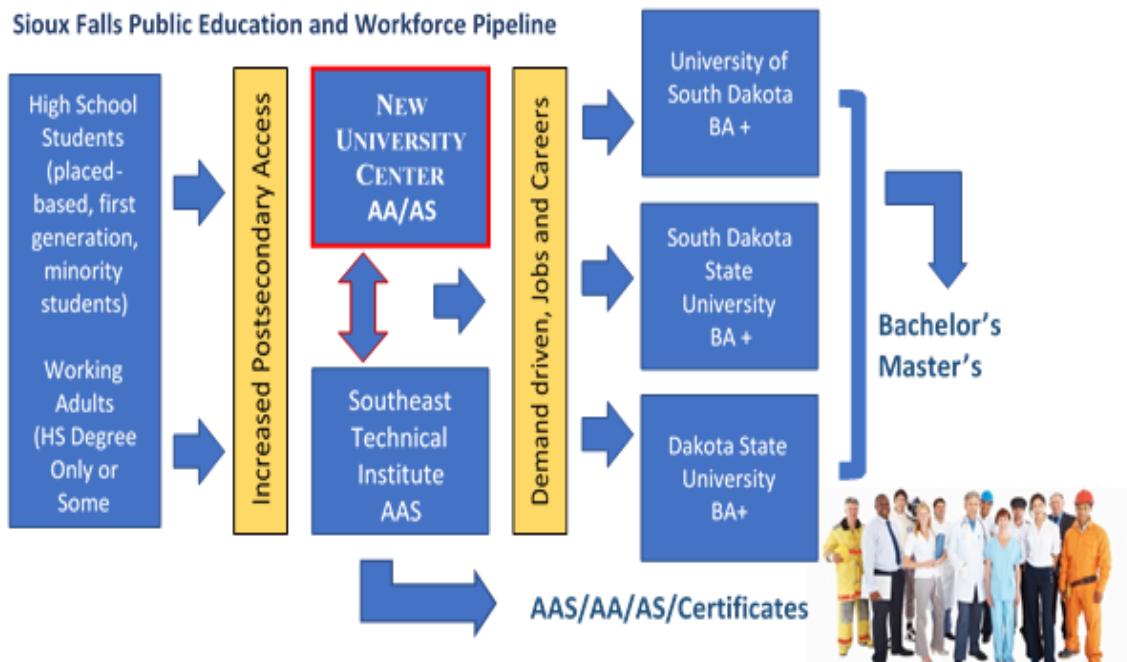 Sioux Falls Public Education and Workforce Pipeline
High School
Students
(placed-
based, first
generation,
minority
students)
Working
Adults
(HS Degree
Only or
Some
Increased Postsecondary Access
NEW
UNIVERSITY
CENTER
AA/AS
Southeast
Technical
Institute
AAS
Demand driven, Jobs and Careers
University of
South Dakota
BA +
South Dakota
State
University
BA +
Dakota State
University
BA+
Bachelor's
Master's
AAS/AA/AS/Certificates